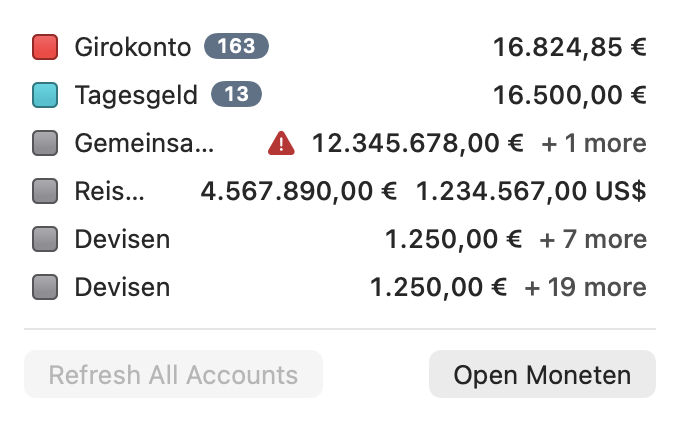 Girokonto 163 16.824,85 €
Tagesgeld 13 16.500,00 €
Gemeinsa... 12.345.678,00 € + 1 more
Reis... 4.567.890,00 € 1.234.567,00 US$
Devisen 1.250,00 € + 7 more
Devisen 1.250,00 € + 19 more
Refresh All Accounts Open Moneten